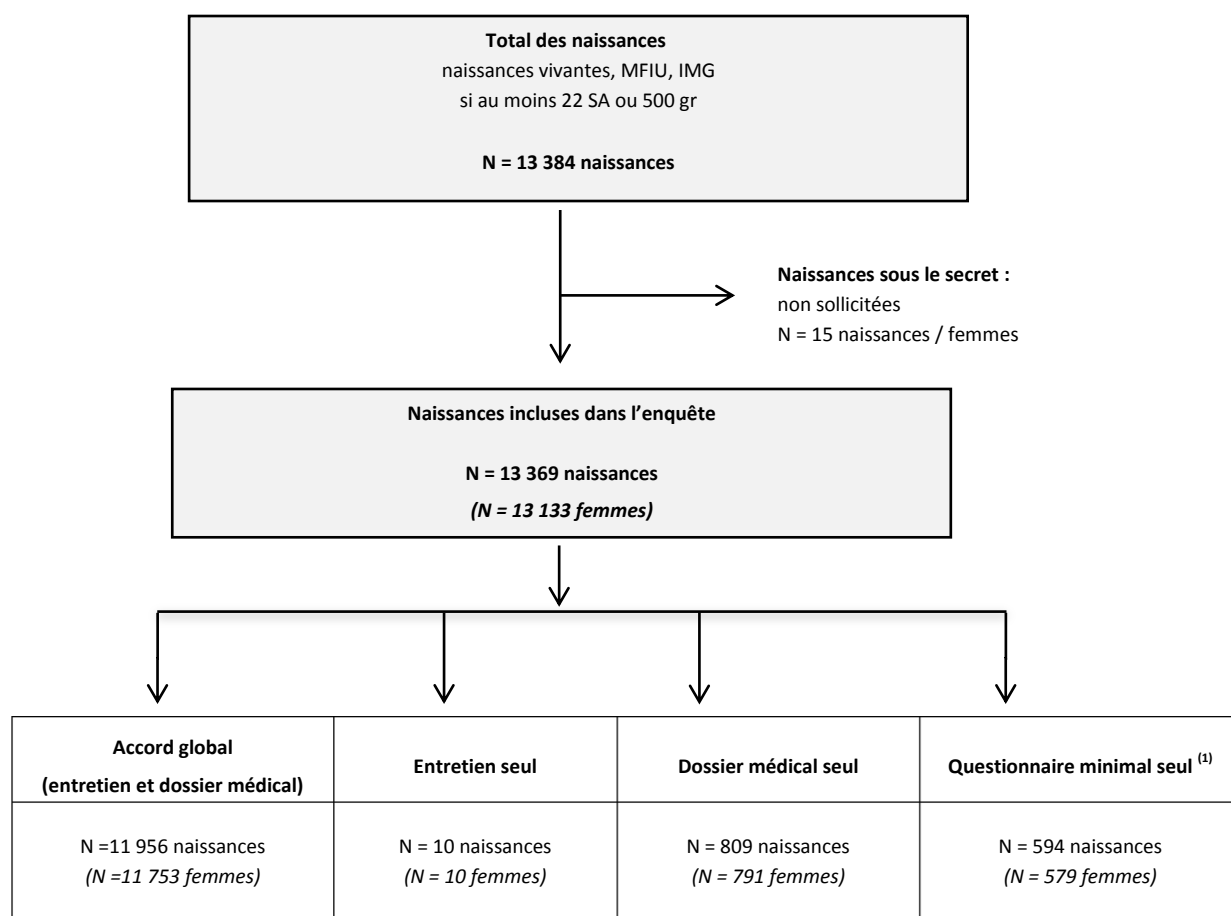 Total des naissances
naissances vivantes, MFIU, IMG
si au moins 22 SA ou 500 gr
N = 13 384 naissances
Naissances sous le secret :
non sollicitées
N = 15 naissances / femmes
Naissances incluses dans l’enquête
N = 13 369 naissances
(N = 13 133 femmes)
Accord global
(entretien et dossier médical)
Entretien seul
Dossier médical seul
Questionnaire minimal seul (1)
N =11 956 naissances
(N =11 753 femmes)
N = 10 naissances
(N = 10 femmes)
N = 809 naissances
(N = 791 femmes)
N = 594 naissances
(N = 579 femmes)